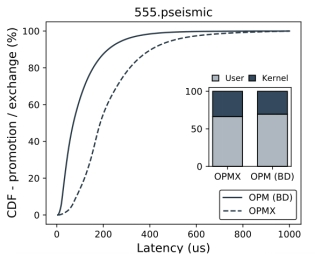 555.pseismic
CDF - promotion / exchange (%)
100
80
60
40
20
0
User Kernel
100
50
0
OPMX OPM (BD)
OPM (BD)
OPMX
0 200 400 600 800 1000
Latency (us)